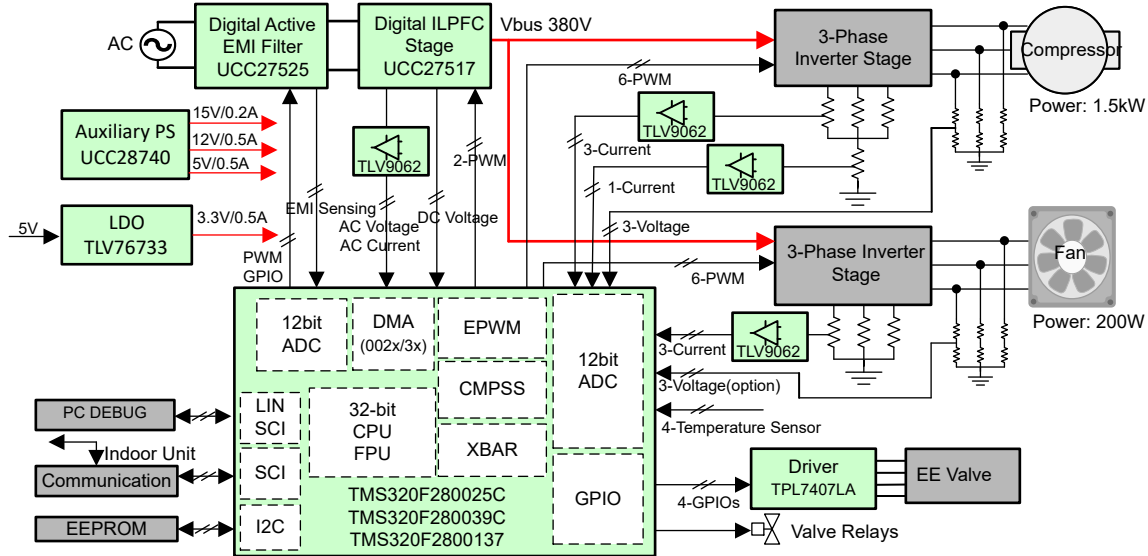 AC
Digital Active
EMI Filter
UCC27525
Digital ILPFC
Stage
UCC27517
Vbus 380V
3-Phase
Inverter Stage
Compressor
Power: 1.5kW
6-PWM
Auxiliary PS
UCC28740
15V/0.2A
12V/0.5A
5V/0.5A
TLV9062
2-PWM
TLV9062
3-Current
TLV9062
1-Current
5V
LDO
TLV76733
3.3V/0.5A
EMI Sensing
AC Voltage
AC Current
DC Voltage
3-Voltage
PWM
GPIO
3-Phase Inverter
Stage
Fan
Power: 200W
6-PWM
12bit
ADC
DMA
(002x/3x)
EPWM
12bit
ADC
TLV9062
3-Current
3-Voltage(option)
4-Temperature Sensor
CMPSS
32-bit
CPU
FPU
XBAR
PC DEBUG
LIN
SCI
Indoor Unit
Communication
SCI
EEPROM
I2C
TMS320F280025C
TMS320F280039C
TMS320F2800137
GPIO
4-GPIOs
Driver
TPL7407LA
EE Valve
Valve Relays